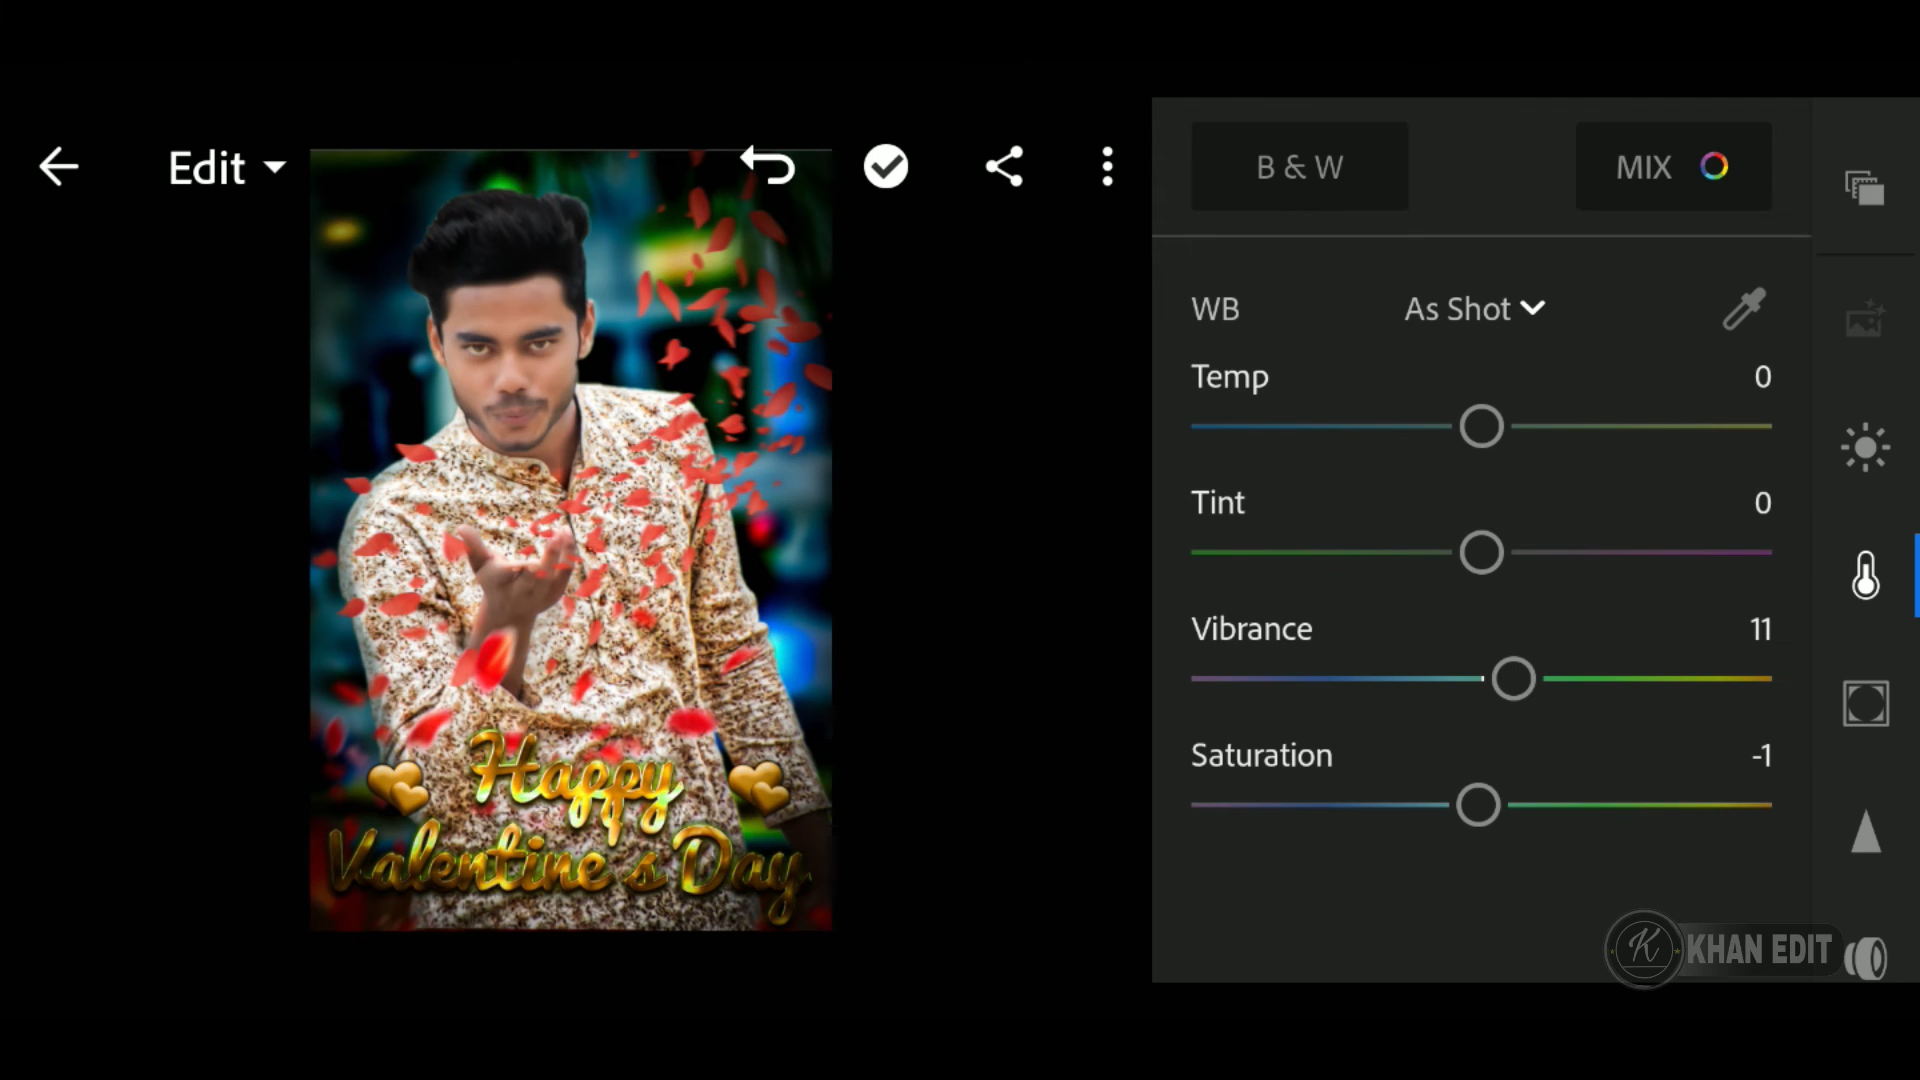 Edit
B & W
MIX
WB
As Shot
Temp
0
Tint
0
Vibrance
11
Saturation
-1
Happy
Valentine's Day
K
KHAN EDIT